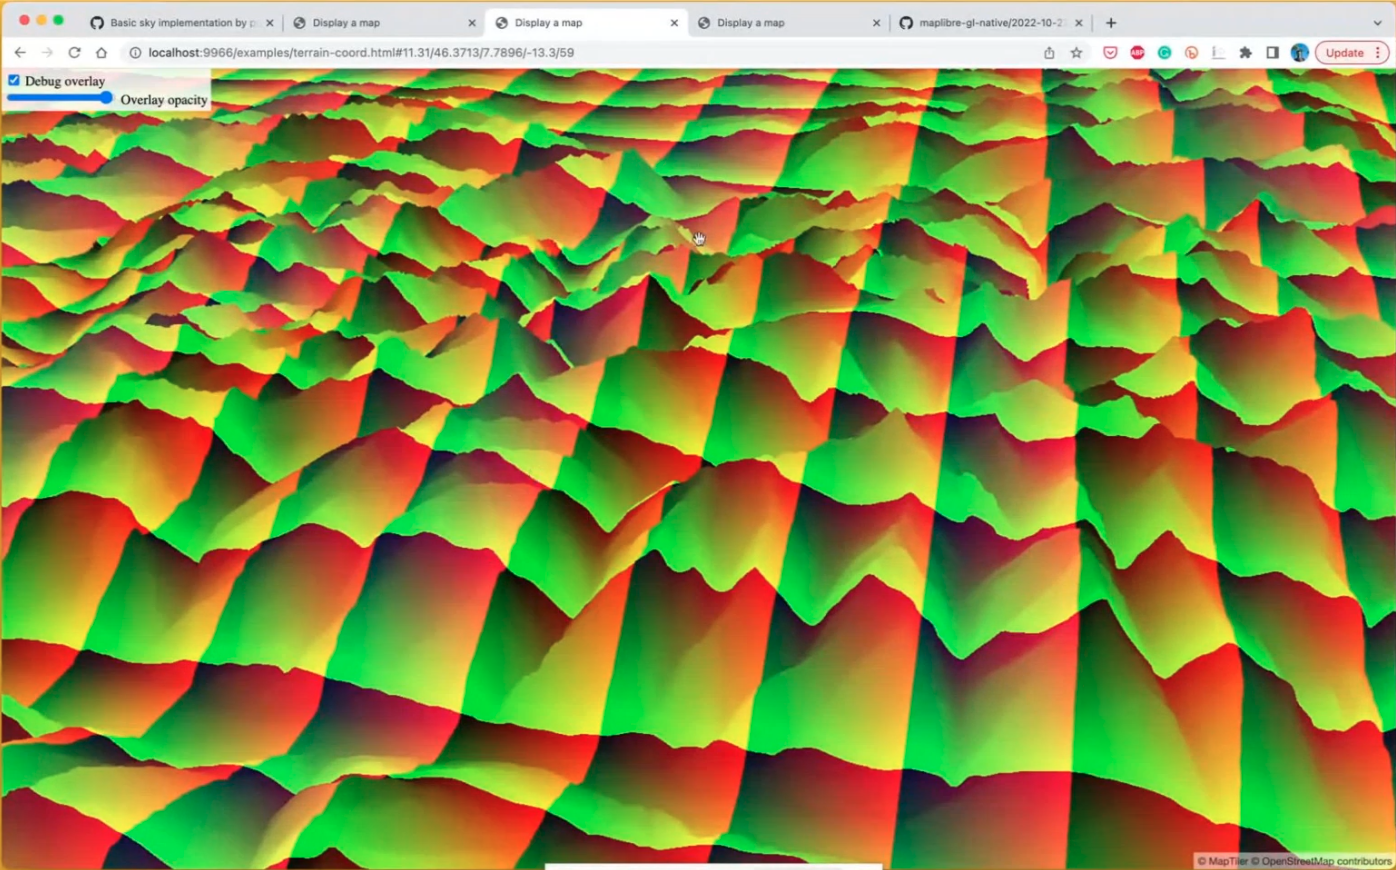 Basic sky implementation by p
Display a map
Display a map
Display a map
maplibre-gl-native/2022-10-2
localhost:9966/examples/terrain-coord.html#11.31/46.3713/7.7896/-13.3/59
ABP
Update
Debug overlay
Overlay opacity
© MapTiler © OpenStreetMap contributors